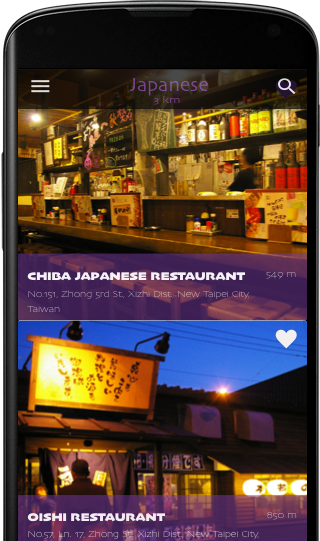 Japanese
3 km
CHIBA JAPANESE RESTAURANT
549 m
No.151, Zhong 3rd St., Xizhi Dist., New Taipei City,
Taiwan
OISHI RESTAURANT
850 m
No.57, Ln. 17, Zhong St., Xizhi Dist., New Taipei City,